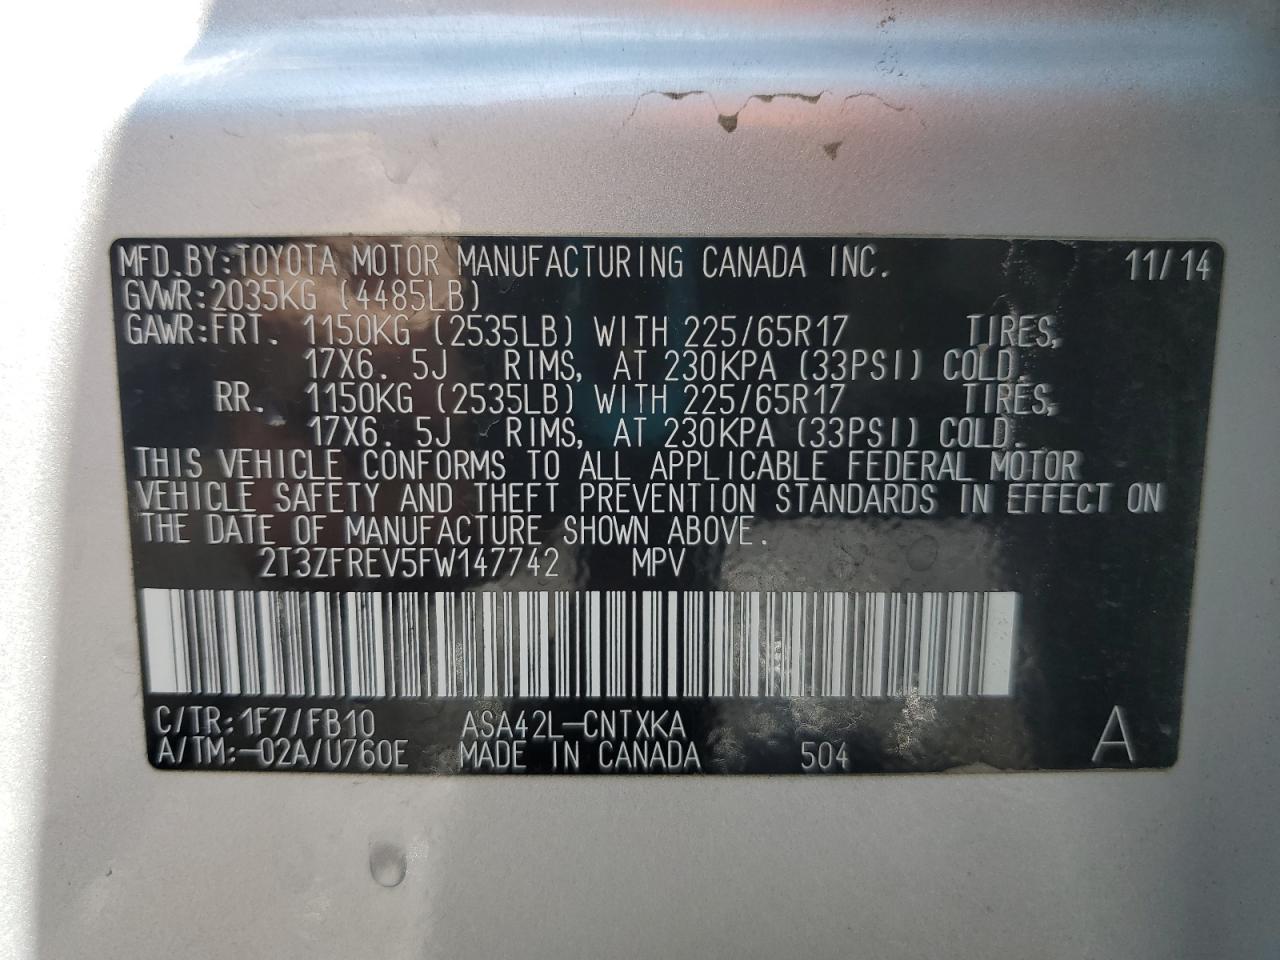 MFD.BY:TOYOTA MOTOR MANUFACTURING CANADA INC. 11/14
GVWR:2035KG (4485LB)
GAWR:FRT. 1150KG (2535LB) WITH 225/65R17 TIRES,
17X6.5J RIMS, AT 230KPA (33PSI) COLD.
RR. 1150KG (2535LB) WITH 225/65R17 TIRES,
17X6.5J RIMS, AT 230KPA (33PSI) COLD.
THIS VEHICLE CONFORMS TO ALL APPLICABLE FEDERAL MOTOR
VEHICLE SAFETY AND THEFT PREVENTION STANDARDS IN EFFECT ON
THE DATE OF MANUFACTURE SHOWN ABOVE.
2T3ZFREV5FW147742 MPV
C/TR:1F7/FB10 ASA42L-CNTXKA
A/TM:-02A/U760E MADE IN CANADA 504 A